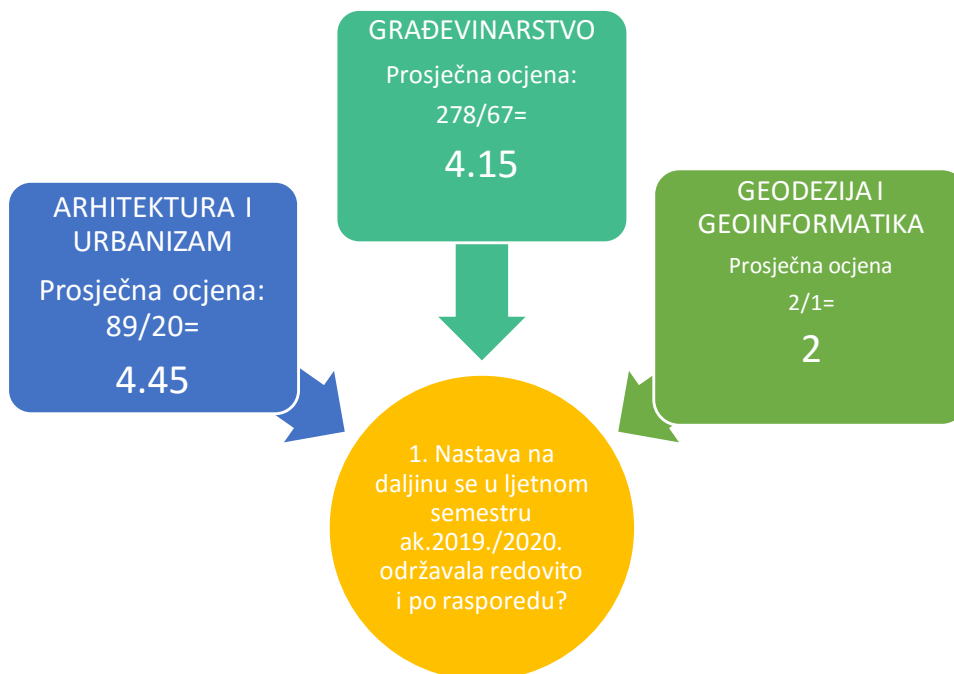 GRAĐEVINARSTVO
Prosječna ocjena:
278/67=
4.15
ARHITEKTURA I
URBANIZAM
Prosječna ocjena:
89/20=
4.45
GEODEZIJA I
GEOINFORMATIKA
Prosječna ocjena
2/1=
2
1. Nastava na
daljinu se u ljetnom
semestru
ak.2019./2020.
održavala redovito
i po rasporedu?